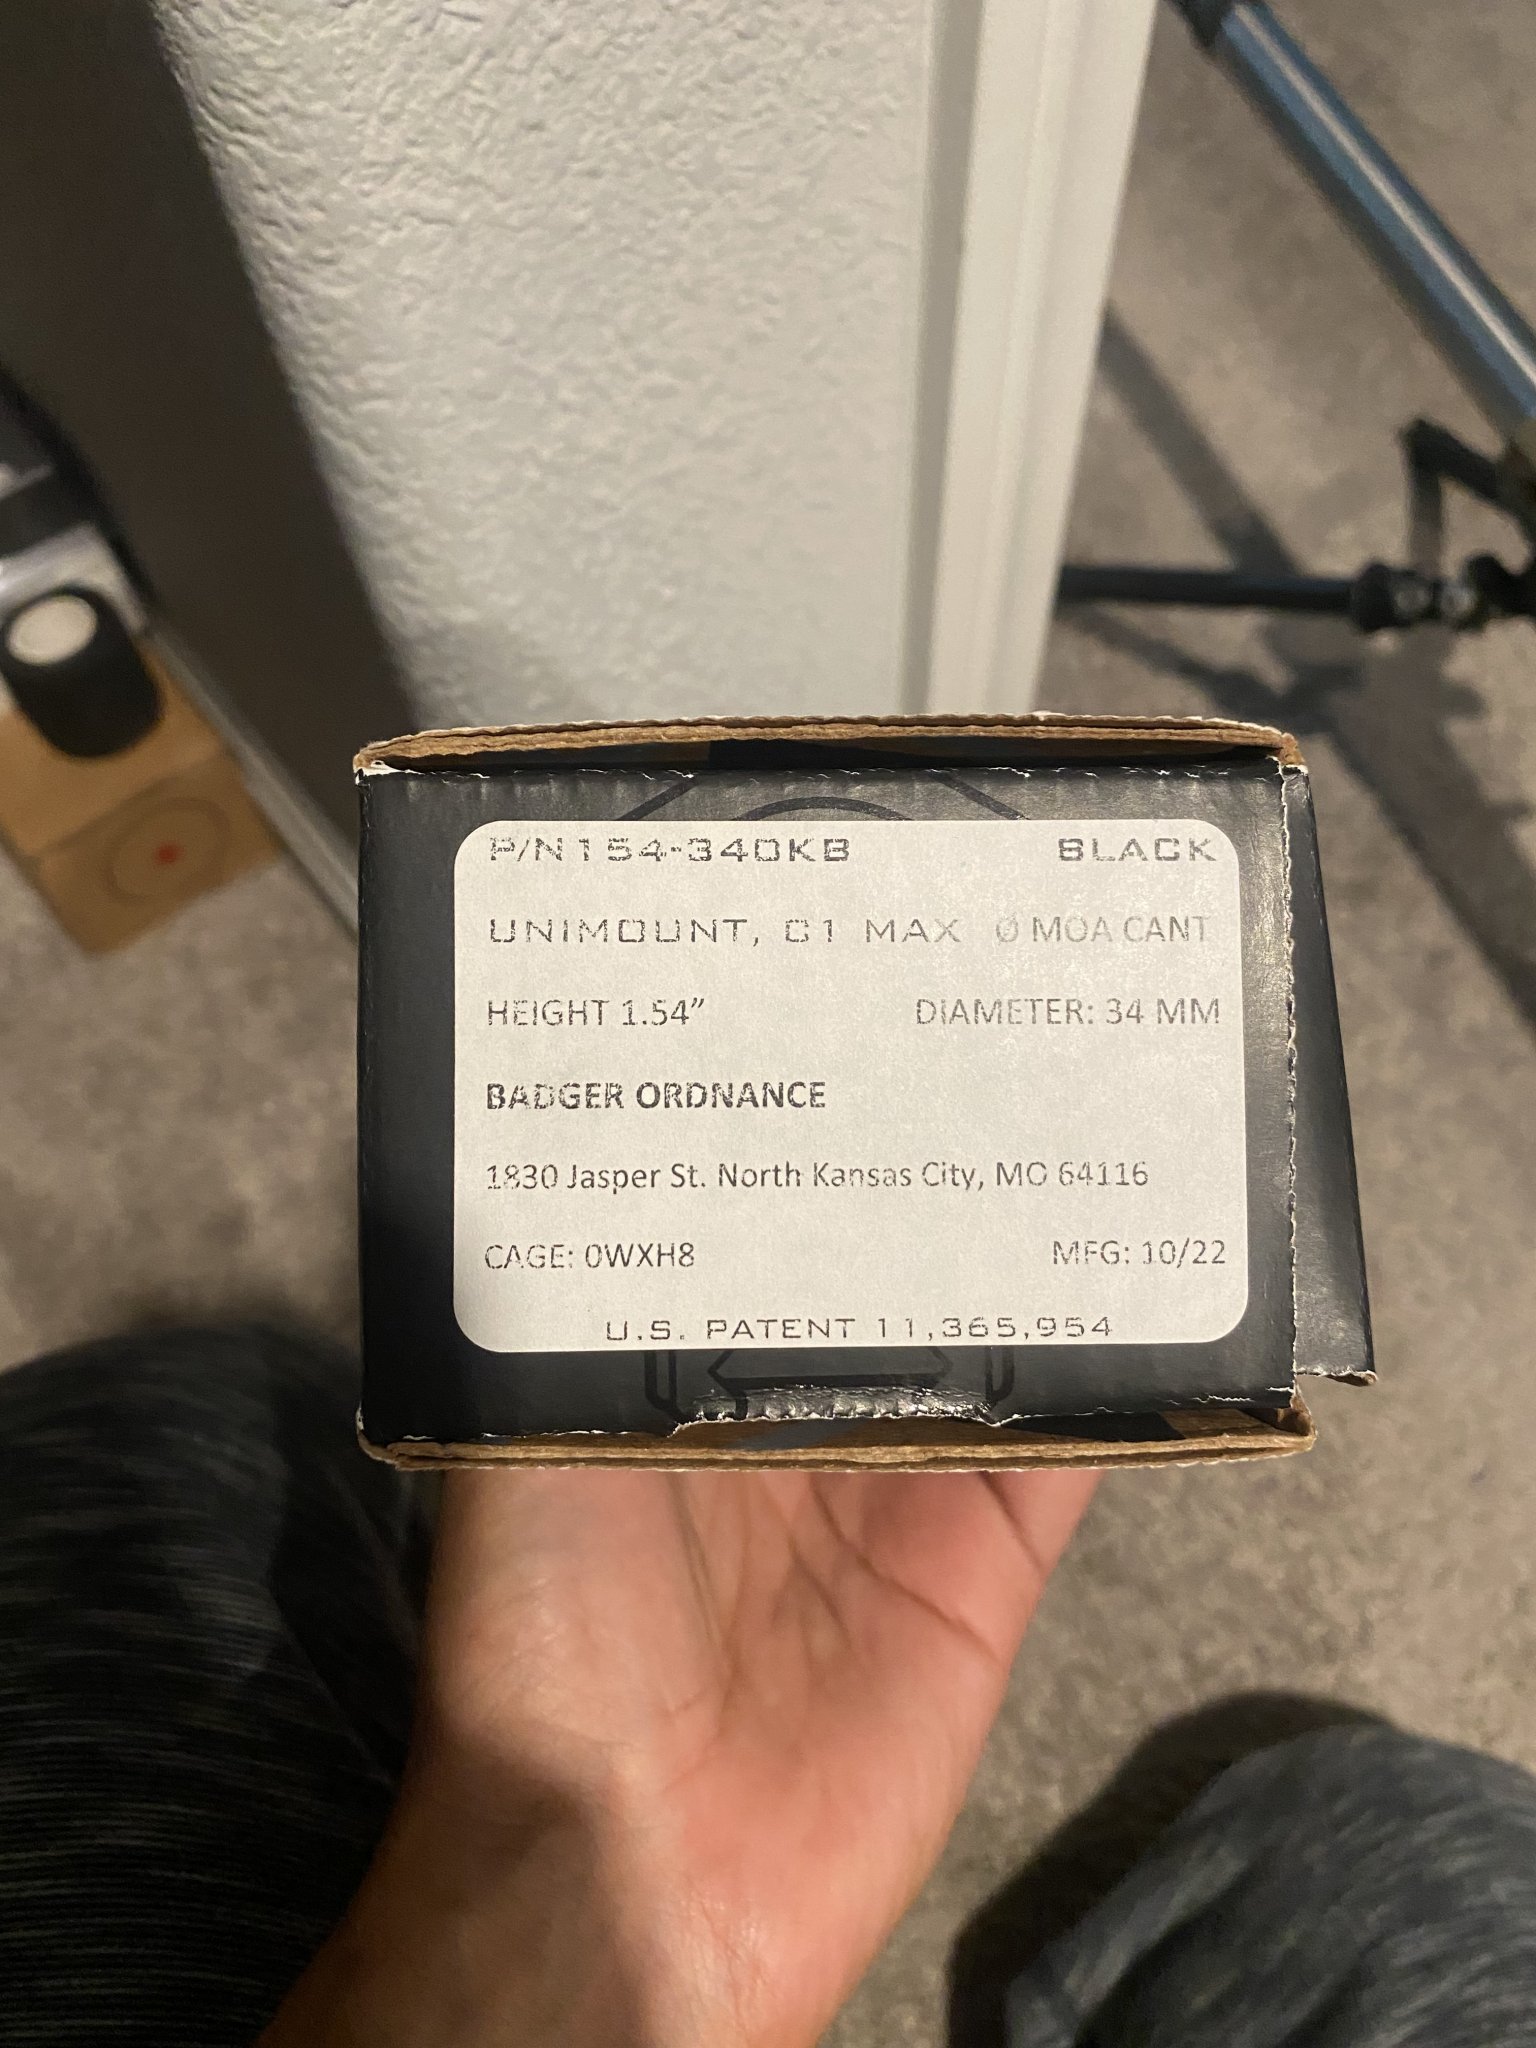 P/N154-340KB BLACK
UNIMOUNT, C1 MAX Ø MOA CANT
HEIGHT 1.54” DIAMETER: 34 MM
BADGER ORDNANCE
1830 Jasper St. North Kansas City, MO 64116
CAGE: 0WXH8 MFG: 10/22
U.S. PATENT 11,365,954